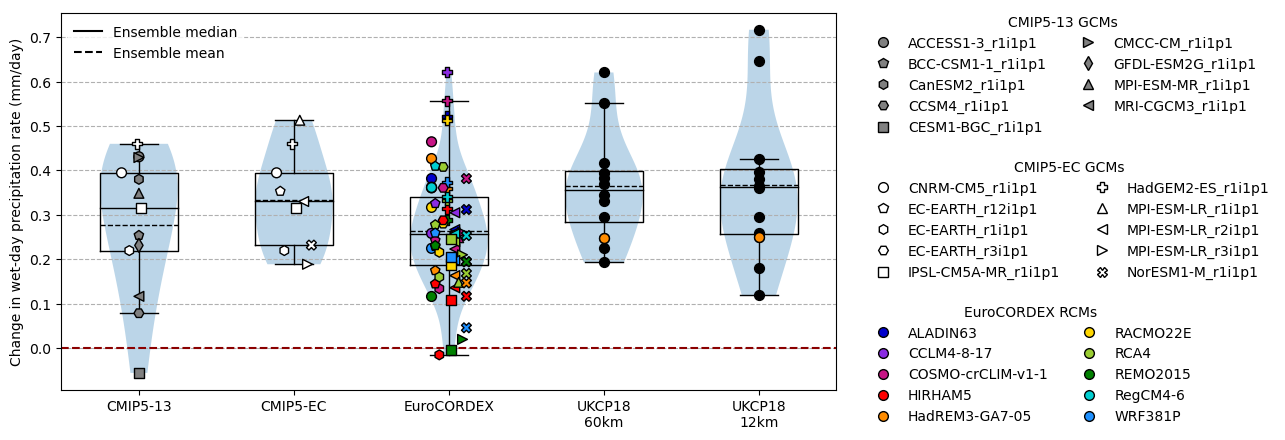 Change in wet-day precipitation rate (mm/day)
0.7
0.6
0.5
0.4
0.3
0.2
0.1
0.0
Ensemble median
Ensemble mean
CMIP5-13
CMIP5-EC
EuroCORDEX
UKCP18
60km
UKCP18
12km
CMIP5-13 GCMs
ACCESS1-3_r1i1p1
BCC-CSM1-1_r1i1p1
CanESM2_r1i1p1
CCSM4_r1i1p1
CESM1-BGC_r1i1p1
CMCC-CM_r1i1p1
GFDL-ESM2G_r1i1p1
MPI-ESM-MR_r1i1p1
MRI-CGCM3_r1i1p1
CMIP5-EC GCMs
CNRM-CM5_r1i1p1
EC-EARTH_r12i1p1
EC-EARTH_r1i1p1
EC-EARTH_r3i1p1
IPSL-CM5A-MR_r1i1p1
HadGEM2-ES_r1i1p1
MPI-ESM-LR_r1i1p1
MPI-ESM-LR_r2i1p1
MPI-ESM-LR_r3i1p1
NorESM1-M_r1i1p1
EuroCORDEX RCMs
ALADIN63
CCLM4-8-17
COSMO-crCLIM-v1-1
HIRHAM5
HadREM3-GA7-05
RACMO22E
RCA4
REMO2015
RegCM4-6
WRF381P